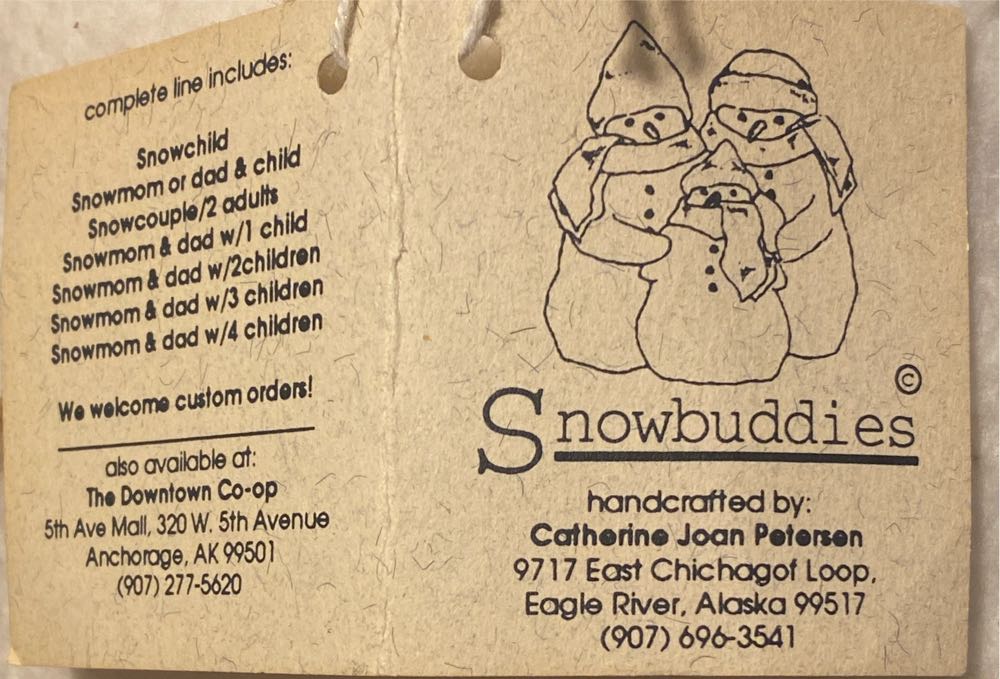 complete line includes:
Snowchild
Snowmom or dad & child
Snowcouple/2 adults
Snowmom & dad w/1 child
Snowmom & dad w/2children
Snowmom & dad w/3 children
Snowmom & dad w/4 children
We welcome custom orders!
also available at:
The Downtown Co-op
5th Ave Mall, 320 W. 5th Avenue
Anchorage, AK 99501
(907) 277-5620
©
Snowbuddies
handcrafted by:
Catherine Joan Petersen
9717 East Chichagof Loop,
Eagle River, Alaska 99517
(907) 696-3541